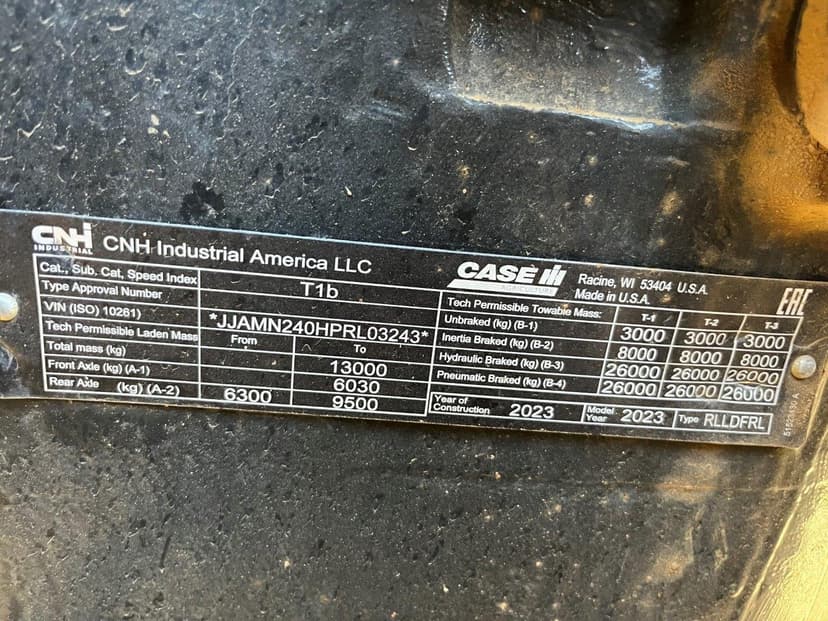 CNH
INDUSTRIAL
CNH Industrial America LLC
Cat., Sub. Cat, Speed Index T1b
Type Approval Number
VIN (ISO) 10261) *JJAMN240HPRL03243*
Tech Permissible Laden Mass From To
Total mass (kg) 13000
Front Axle (kg) (A-1) 6030
Rear Axle (kg) (A-2) 6300 9500
CASE IH
AGRICULTURE
Racine, WI 53404 U.S.A.
Made in U.S.A.
EAC
Tech Permissible Towable Mass: T-1 T-2 T-3
Unbraked (kg) (B-1) 3000 3000 3000
Inertia Braked (kg) (B-2) 8000 8000 8000
Hydraulic Braked (kg) (B-3) 26000 26000 26000
Pneumatic Braked (kg) (B-4) 26000 26000 26000
Year of Construction 2023 Model Year 2023 Type RLLDFRL